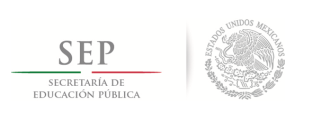 SEP
SECRETARÍA DE
EDUCACIÓN PÚBLICA
ESTADOS UNIDOS MEXICANOS